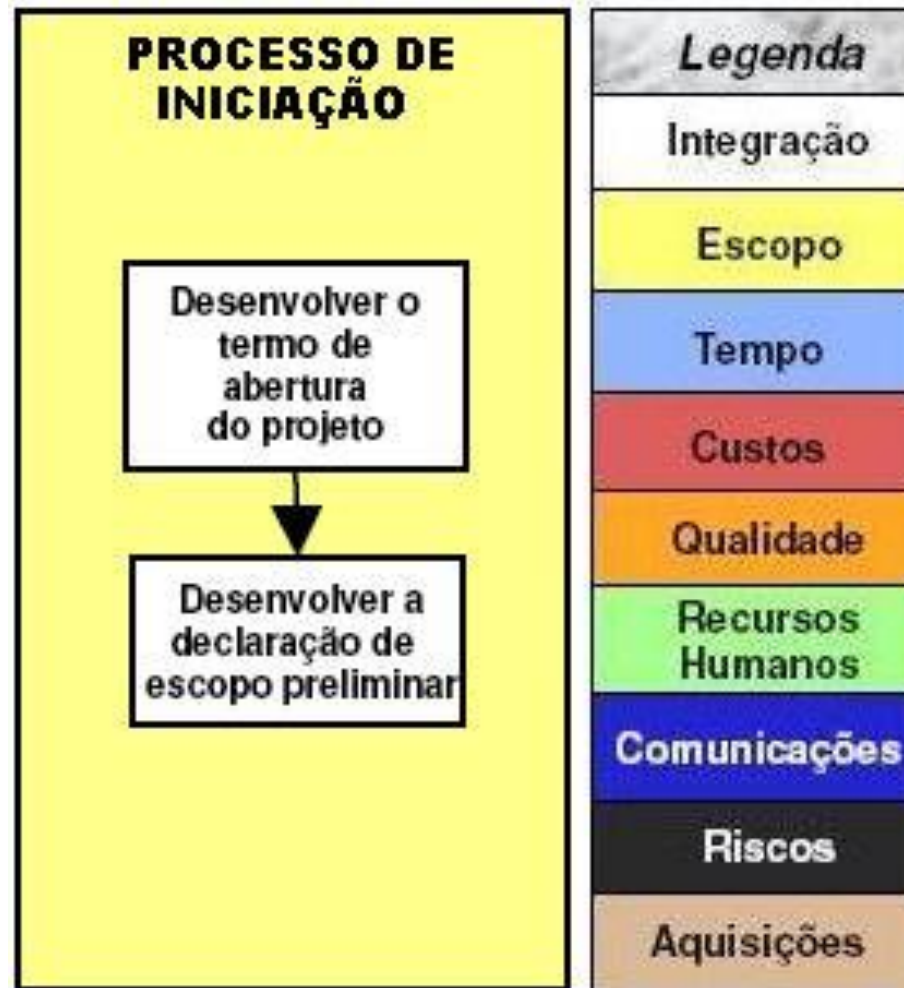 PROCESSO DE
INICIAÇÃO
Desenvolver o
termo de
abertura
do projeto
Desenvolver a
declaração de
escopo preliminar
Legenda
Integração
Escopo
Tempo
Custos
Qualidade
Recursos
Humanos
Comunicações
Riscos
Aquisições